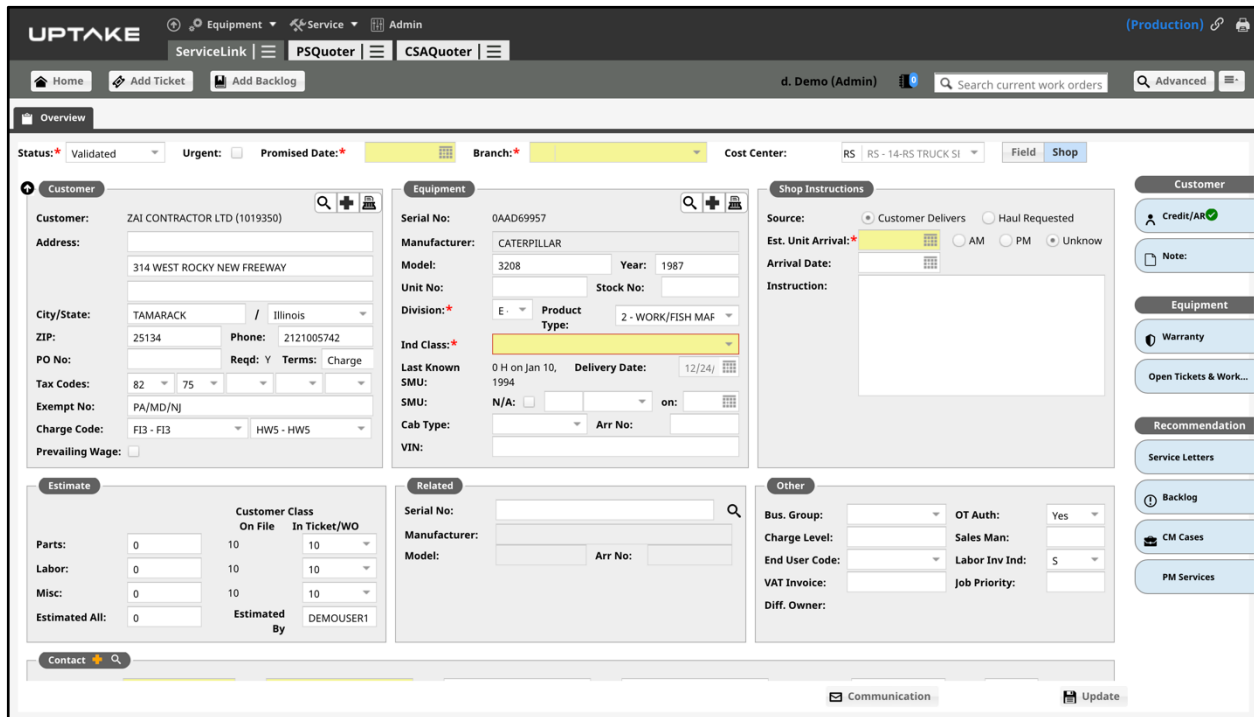 UPTAKE
Equipment Service Admin
(Production)
ServiceLink PSQuoter CSAQuoter
Home Add Ticket Add Backlog
d. Demo (Admin) 0 Search current work orders Advanced
Overview
Status:* Validated Urgent: Promised Date:* Branch:* Cost Center: RS RS - 14-RS TRUCK SI Field Shop
Customer
Customer: ZAI CONTRACTOR LTD (1019350)
Address:
314 WEST ROCKY NEW FREEWAY
City/State: TAMARACK / Illinois
ZIP: 25134 Phone: 2121005742
PO No: Reqd: Y Terms: Charge
Tax Codes: 82 75
Exempt No: PA/MD/NJ
Charge Code: FI3 - FI3 HW5 - HW5
Prevailing Wage:
Equipment
Serial No: 0AAD69957
Manufacturer: CATERPILLAR
Model: 3208 Year: 1987
Unit No: Stock No:
Division:* E - Product Type: 2 - WORK/FISH MAR
Ind Class:*
Last Known SMU: 0 H on Jan 10, 1994 Delivery Date: 12/24/
SMU: N/A: on:
Cab Type: Arr No:
VIN:
Shop Instructions
Source: Customer Delivers Haul Requested
Est. Unit Arrival:* AM PM Unknow
Arrival Date:
Instruction:
Customer
Credit/AR
Note:
Equipment
Warranty
Open Tickets & Work...
Recommendation
Service Letters
Backlog
CM Cases
PM Services
Estimate
Customer Class
On File In Ticket/WO
Parts: 0 10 10
Labor: 0 10 10
Misc: 0 10 10
Estimated All: 0 Estimated By DEMOUSER1
Related
Serial No:
Manufacturer:
Model: Arr No:
Other
Bus. Group: OT Auth: Yes
Charge Level: Sales Man:
End User Code: Labor Inv Ind: S
VAT Invoice: Job Priority:
Diff. Owner:
Contact
Communication Update